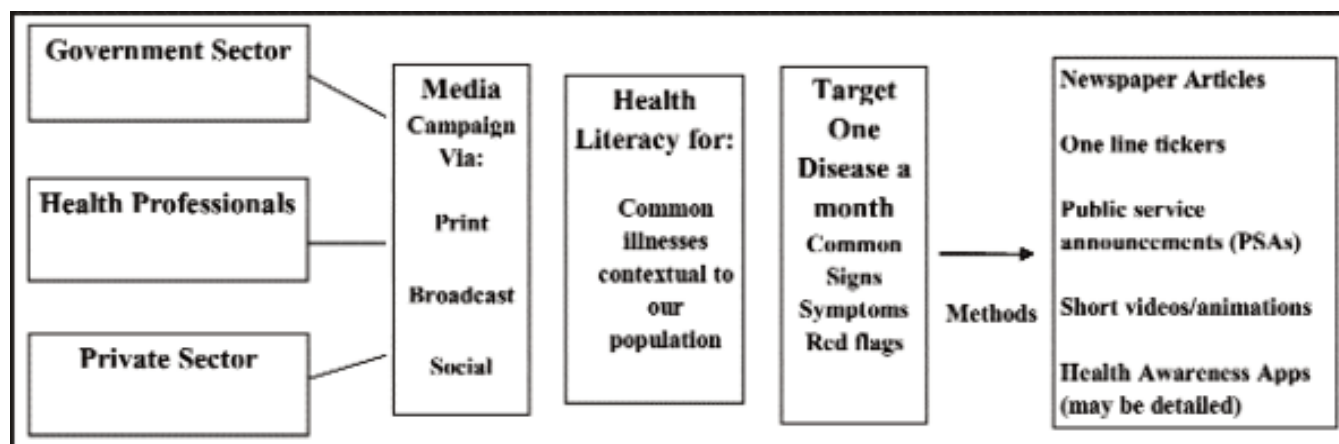 Government Sector
Health Professionals
Private Sector
Media
Campaign
Via:
Print
Broadcast
Social
Health
Literacy for:
Common
illnesses
contextual to
our
population
Target
One
Disease a
month
Common
Signs
Symptoms
Red flags
Methods
Newspaper Articles
One line tickers
Public service
announcements (PSAs)
Short videos/animations
Health Awareness Apps
(may be detailed)